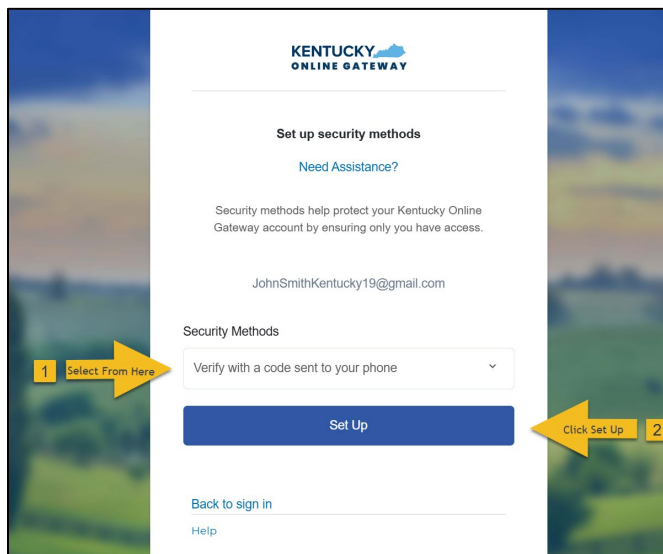 KENTUCKY
ONLINE GATEWAY
Set up security methods
Need Assistance?
Security methods help protect your Kentucky Online
Gateway account by ensuring only you have access.
JohnSmithKentucky19@gmail.com
Security Methods
1 Select From Here
Verify with a code sent to your phone
Set Up
Click Set Up 2
Back to sign in
Help